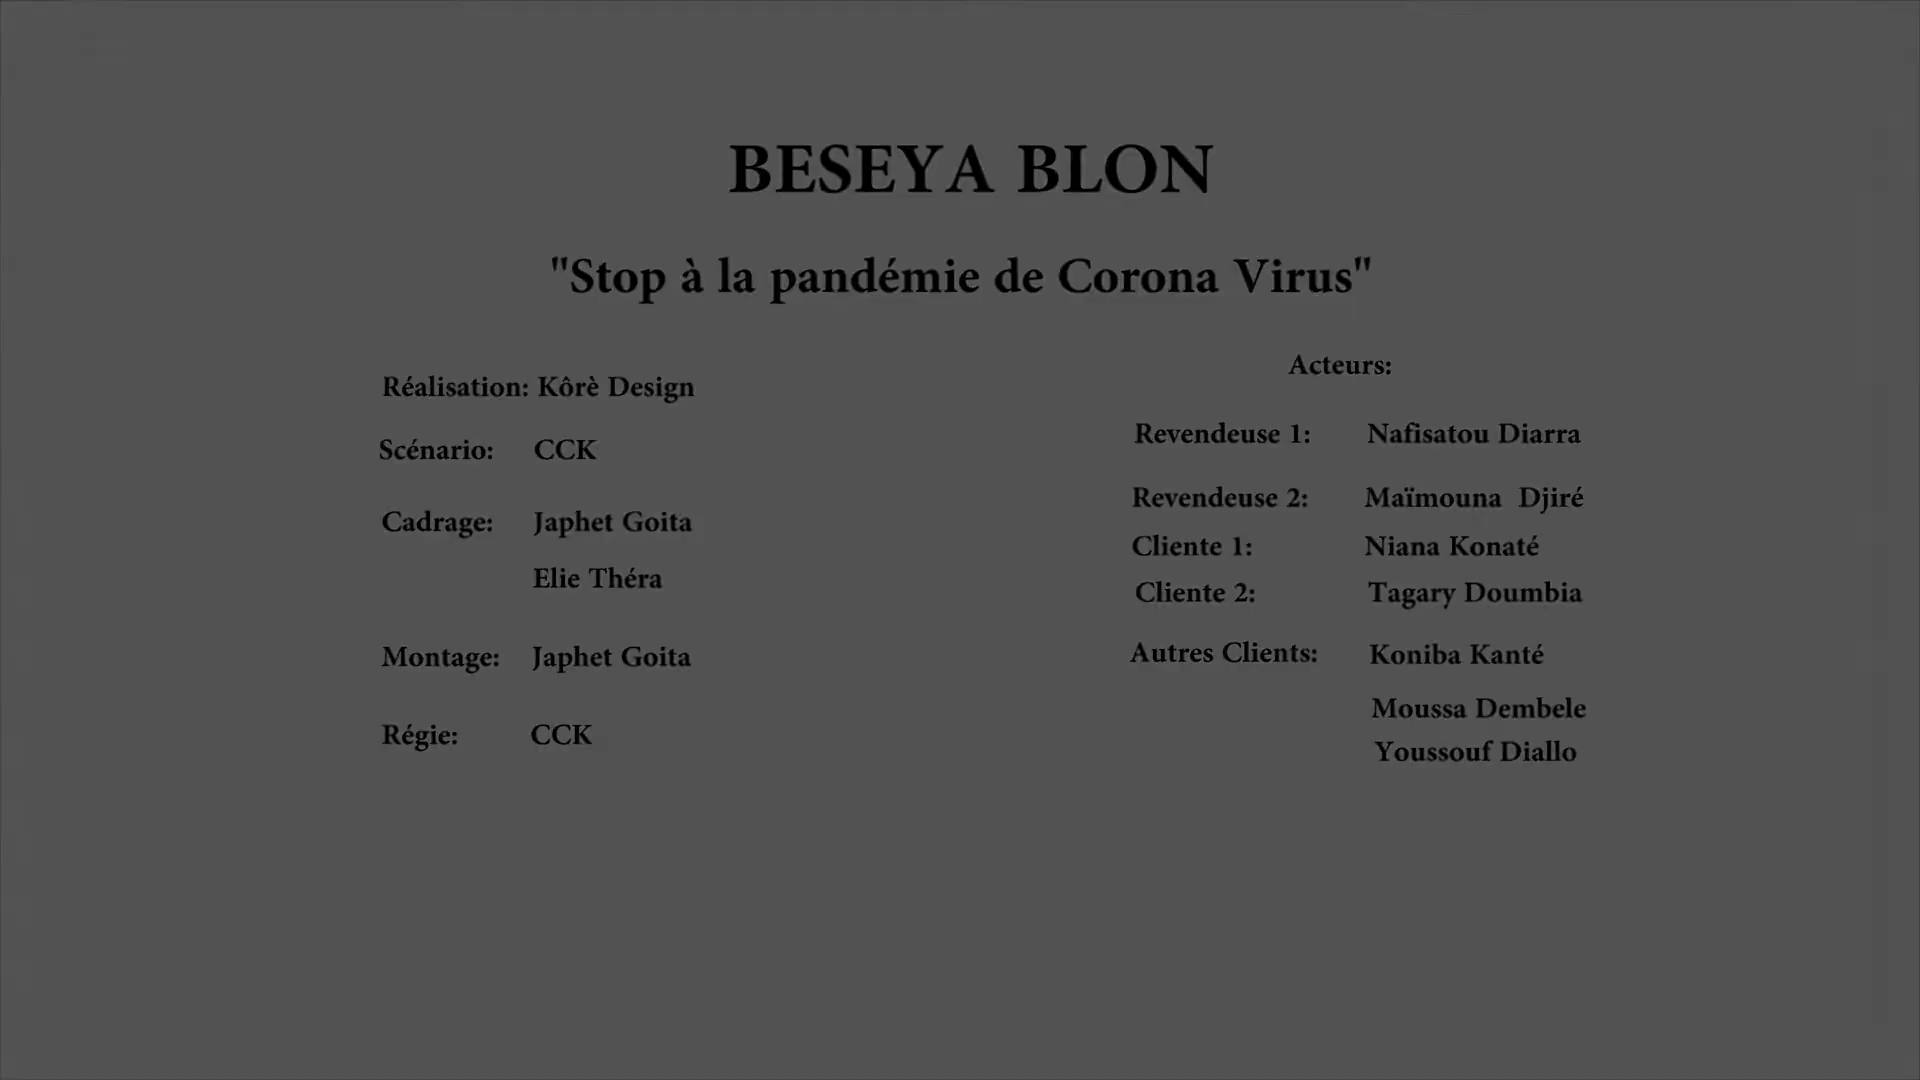 BESEYA BLON
"Stop à la pandémie de Corona Virus"
Réalisation: Kôrè Design
Scénario: CCK
Cadrage: Japhet Goita
Elie Théra
Montage: Japhet Goita
Régie: CCK
Acteurs:
Revendeuse 1: Nafisatou Diarra
Revendeuse 2: Maïmouna Djiré
Cliente 1: Niana Konaté
Cliente 2: Tagary Doumbia
Autres Clients: Koniba Kanté
Moussa Dembele
Youssouf Diallo